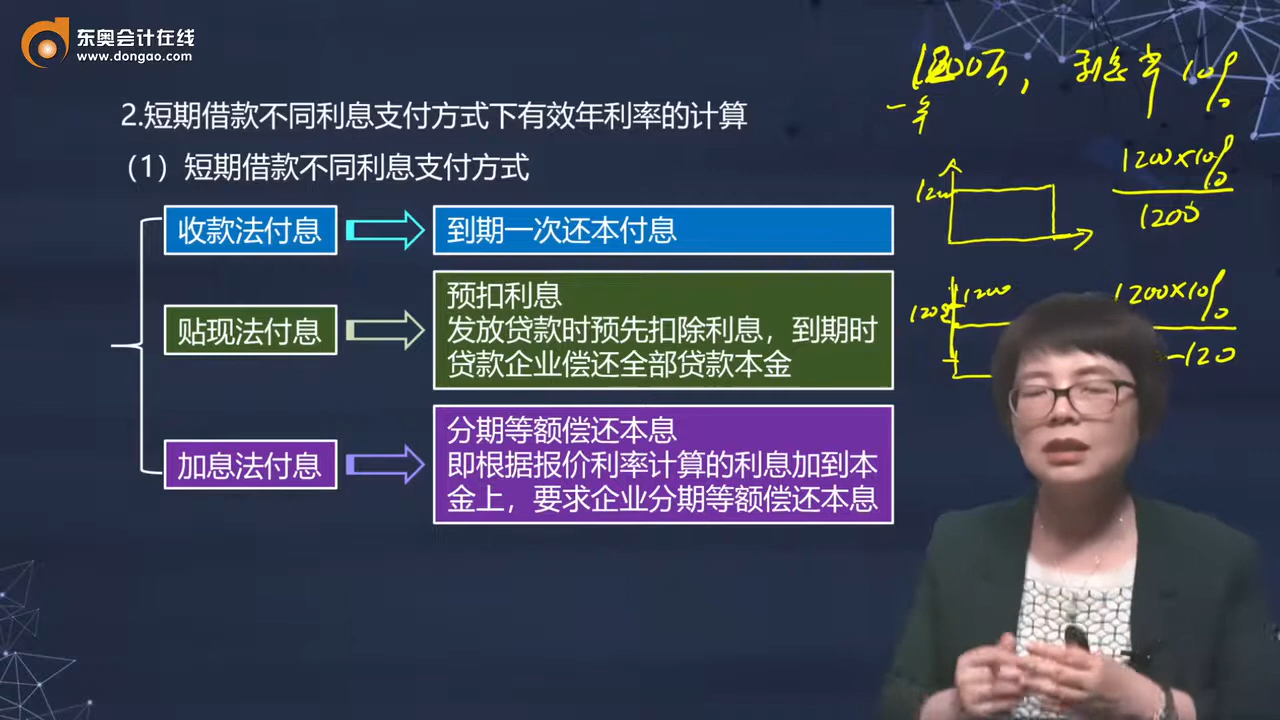 东奥会计在线
www.dongao.com
2.短期借款不同利息支付方式下有效年利率的计算
（1）短期借款不同利息支付方式
收款法付息
到期一次还本付息
贴现法付息
预扣利息
发放贷款时预先扣除利息，到期时
贷款企业偿还全部贷款本金
加息法付息
分期等额偿还本息
即根据报价利率计算的利息加到本
金上，要求企业分期等额偿还本息
1200万，
10%
一年
1200×10%
1200
1200
1200×10%
-120